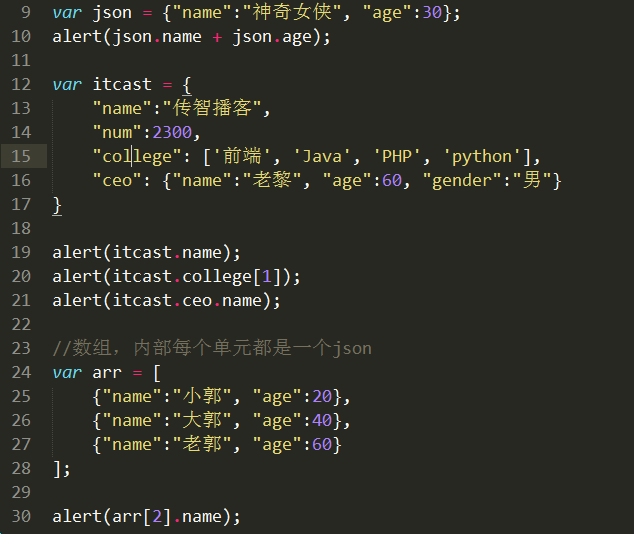 9 var json = {"name":"神奇女侠", "age":30};
10 alert(json.name + json.age);
11
12 var itcast = {
13 "name":"传智播客",
14 "num":2300,
15 "college": ['前端', 'Java', 'PHP', 'python'],
16 "ceo": {"name":"老黎", "age":60, "gender":"男"}
17 }
18
19 alert(itcast.name);
20 alert(itcast.college[1]);
21 alert(itcast.ceo.name);
22
23 //数组，内部每个单元都是一个json
24 var arr = [
25 {"name":"小郭", "age":20},
26 {"name":"大郭", "age":40},
27 {"name":"老郭", "age":60}
28 ];
29
30 alert(arr[2].name);